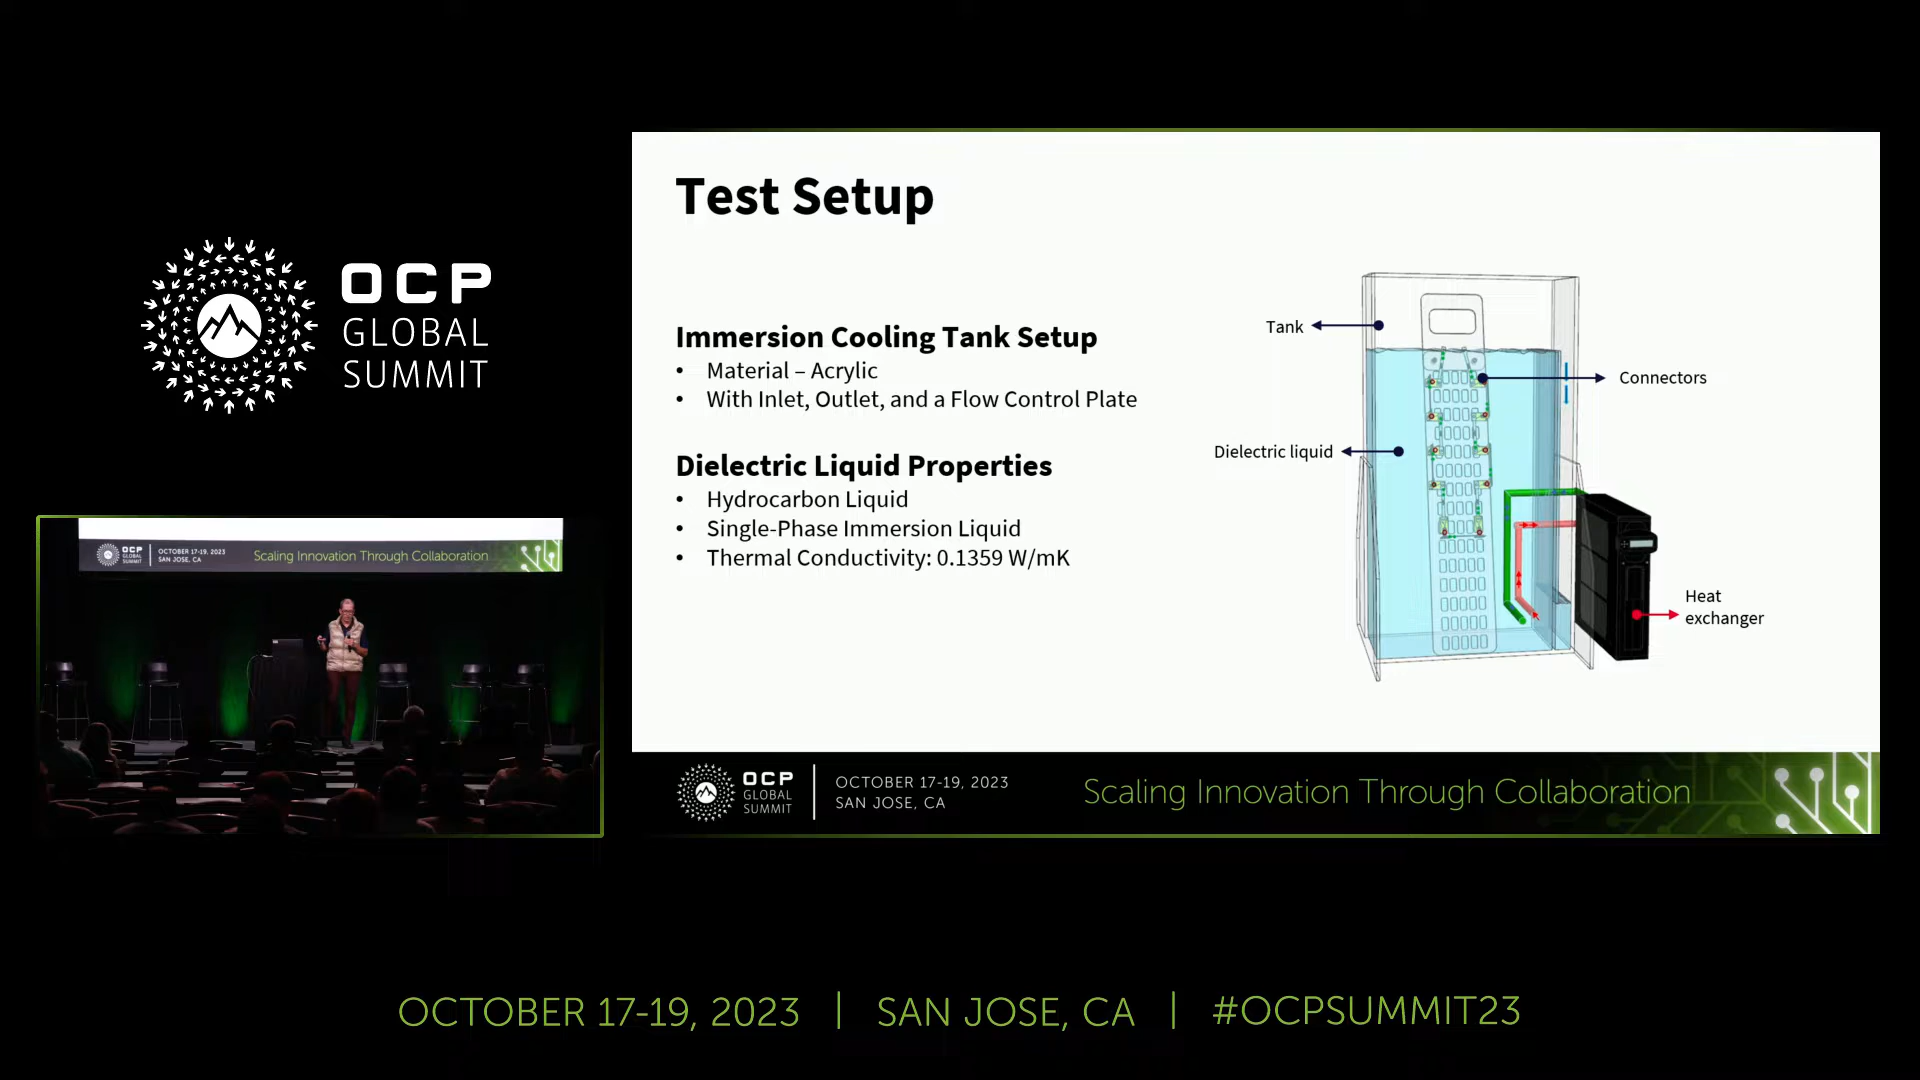 OCP
GLOBAL
SUMMIT
OCP
GLOBAL
SUMMIT
OCTOBER 17-19, 2023
SAN JOSE, CA
Scaling Innovation Through Collaboration
Test Setup
Immersion Cooling Tank Setup
• Material – Acrylic
• With Inlet, Outlet, and a Flow Control Plate
Dielectric Liquid Properties
• Hydrocarbon Liquid
• Single-Phase Immersion Liquid
• Thermal Conductivity: 0.1359 W/mK
Tank
Connectors
Dielectric liquid
Heat
exchanger
OCP
GLOBAL
SUMMIT
OCTOBER 17-19, 2023
SAN JOSE, CA
Scaling Innovation Through Collaboration
OCTOBER 17-19, 2023 | SAN JOSE, CA | #OCPSUMMIT23